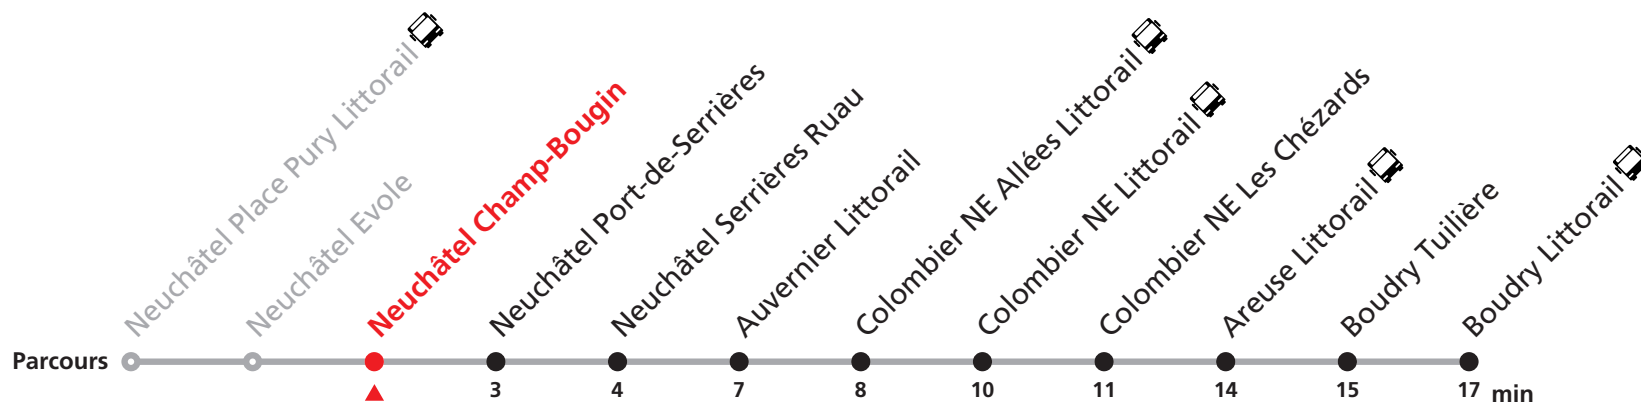 Neuchâtel Place Pury Littorail
Neuchâtel Evole
Neuchâtel Champ-Bougin
Neuchâtel Port-de-Serrières
Neuchâtel Serrières Ruau
Auvernier Littorail
Colombier NE Allées Littorail
Colombier NE Littorail
Colombier NE Les Chézards
Areuse Littorail
Boudry Tuilière
Boudry Littorail
Parcours
3 4 7 8 10 11 14 15 17 min